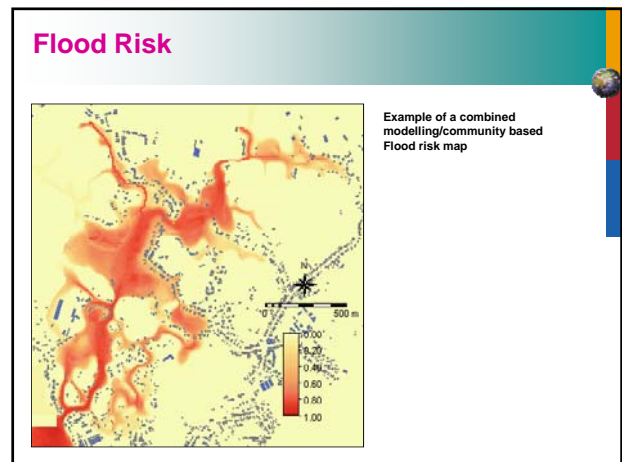 Flood Risk
Example of a combined
modelling/community based
Flood risk map
N
0 500 m
0.00
0.20
0.40
0.60
0.80
1.00